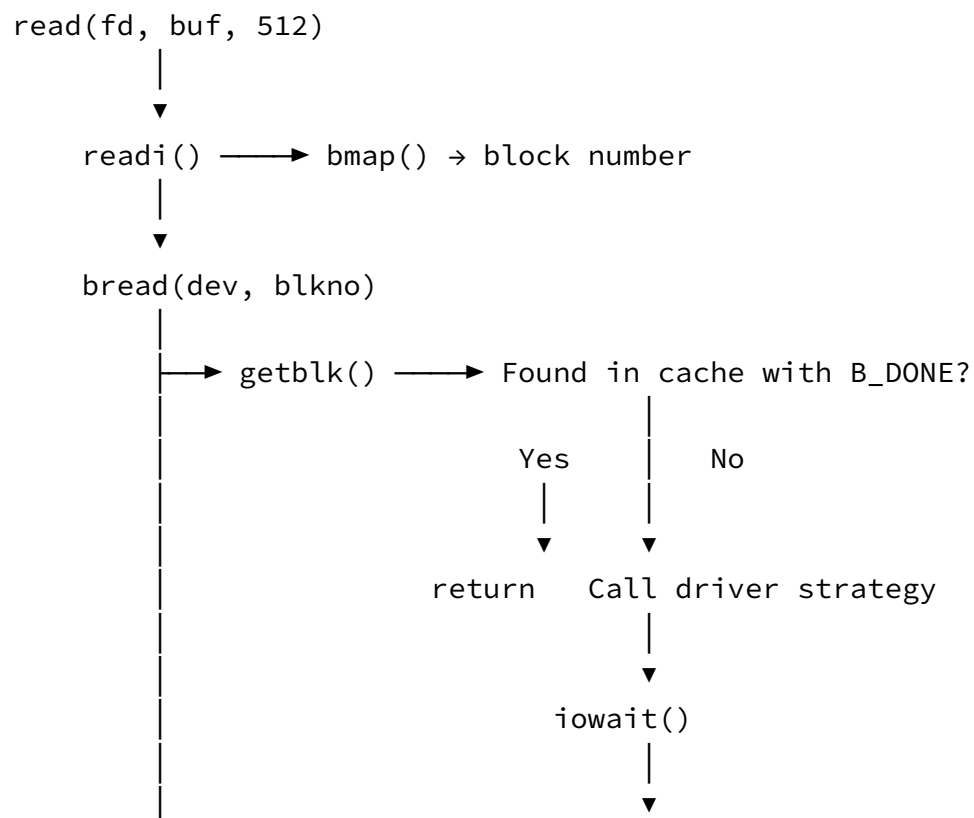 read(fd, buf, 512)
readi() ────► bmap() → block number
bread(dev, blkno)
getblk() ────► Found in cache with B_DONE?
Yes No
return Call driver strategy
iowait()